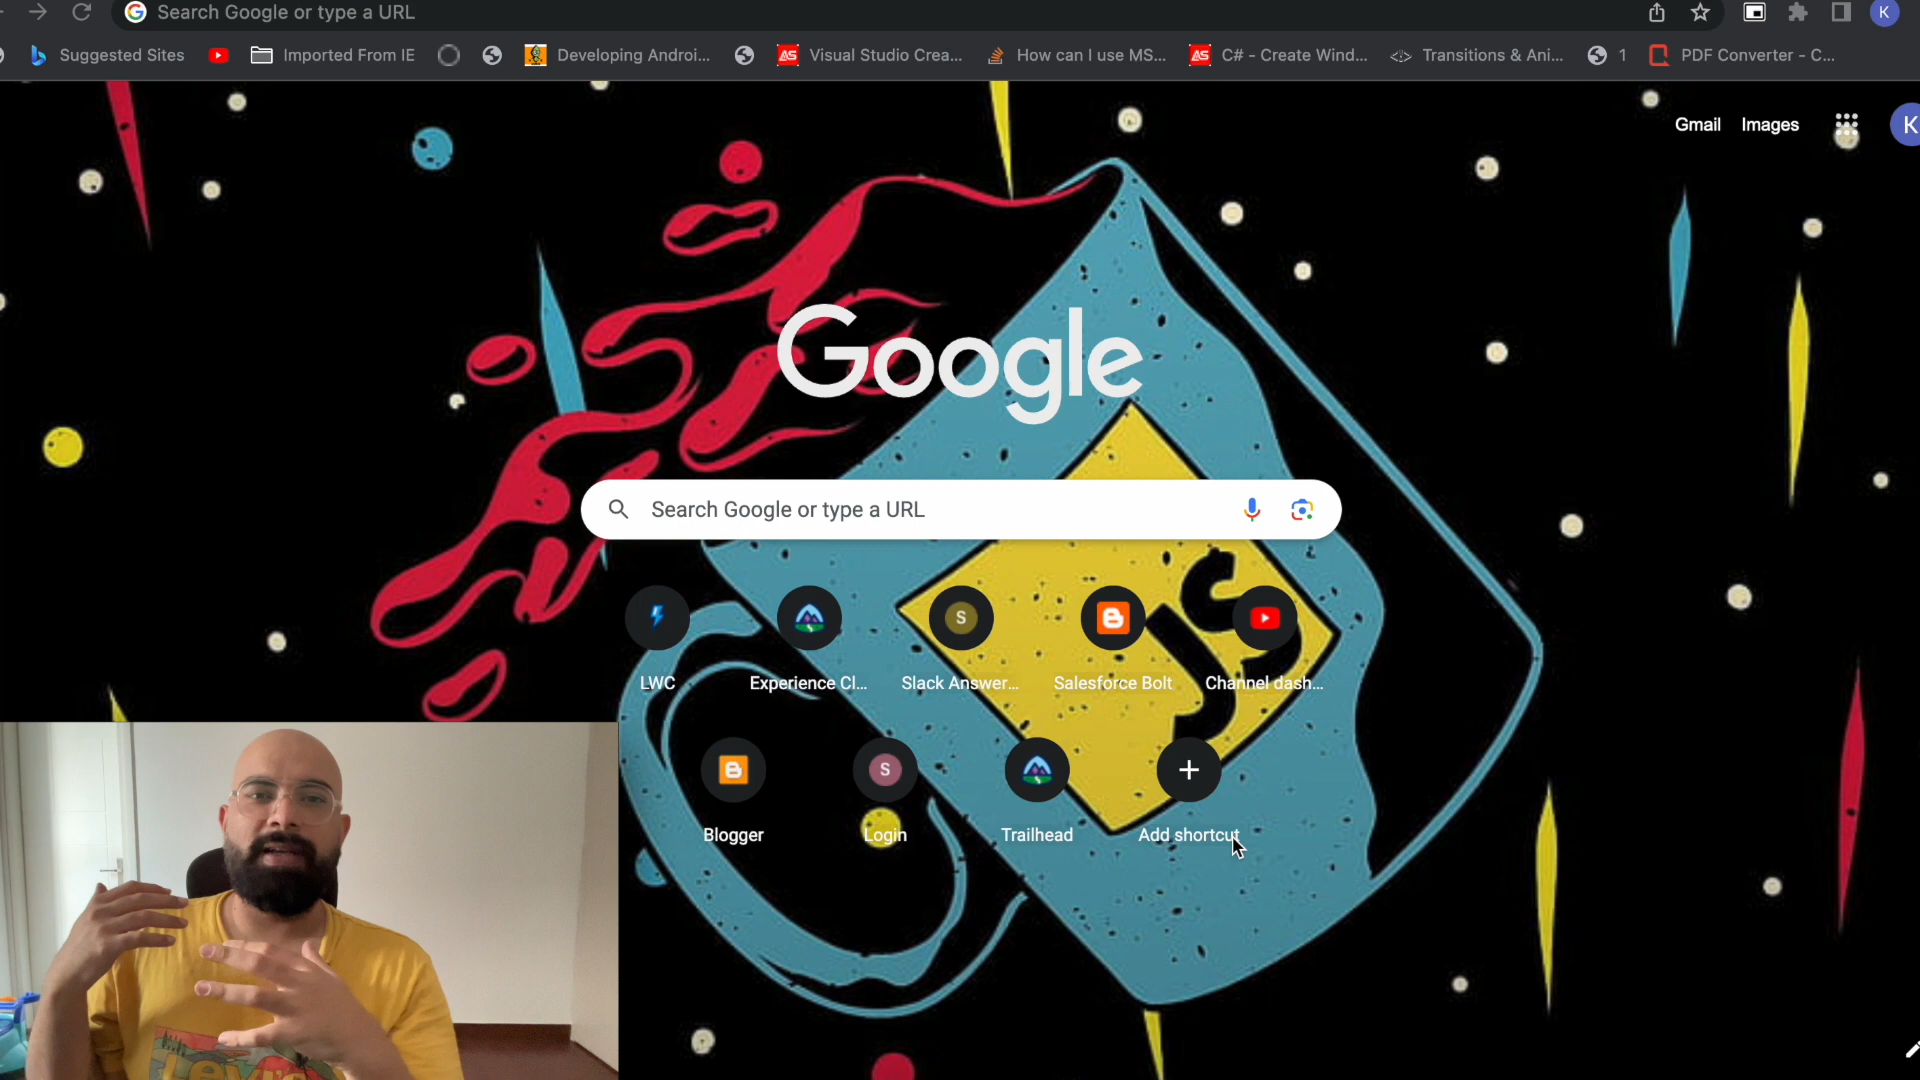 Search Google or type a URL
K
Suggested Sites
Imported From IE
Developing Androi...
Visual Studio Crea...
How can I use MS...
C# - Create Wind...
Transitions & Ani...
1
PDF Converter - C...
Gmail
Images
K
Google
Search Google or type a URL
JS
S
LWC
Experience Cl...
Slack Answer...
Salesforce Bolt
Channel dash...
S
Blogger
Login
Trailhead
Add shortcut
Levi's